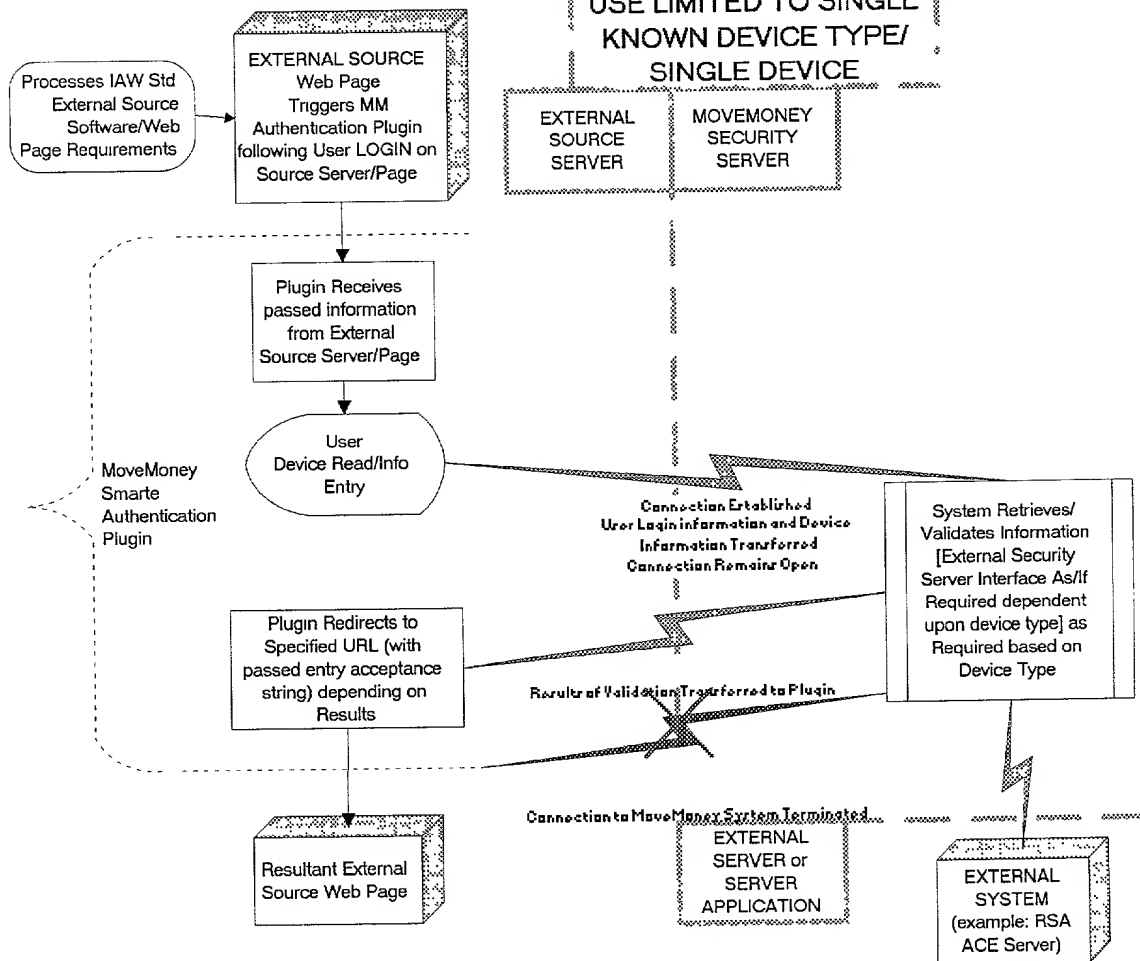 USE LIMITED TO SINGLE
KNOWN DEVICE TYPE/
SINGLE DEVICE
Processes IAW Std
External Source
Software/Web
Page Requirements
EXTERNAL SOURCE
Web Page
Triggers MM
Authentication Plugin
following User LOGIN on
Source Server/Page
EXTERNAL
SOURCE
SERVER
MOVEMONEY
SECURITY
SERVER
Plugin Receives
passed information
from External
Source Server/Page
User
Device Read/Info
Entry
MoveMoney
Smarte
Authentication
Plugin
Connection Established
User Login information and Device
Information Transferred
Connection Remains Open
System Retrieves/
Validates Information
[External Security
Server Interface As/If
Required dependent
upon device type] as
Required based on
Device Type
Plugin Redirects to
Specified URL (with
passed entry acceptance
string) depending on
Results
Results of Validation Transferred to Plugin
Connection to MoveMoney System Terminated
Resultant External
Source Web Page
EXTERNAL
SERVER or
SERVER
APPLICATION
EXTERNAL
SYSTEM
(example: RSA
ACE Server)